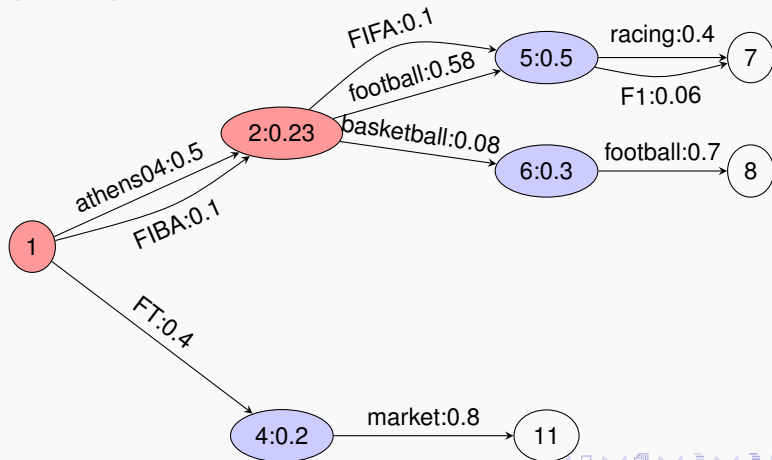 FIFA:0.1
football:0.58
5:0.5
racing:0.4
7
F1:0.06
2:0.23
basketball:0.08
6:0.3
football:0.7
8
athens04:0.5
FIBA:0.1
1
FT:0.4
4:0.2
market:0.8
11